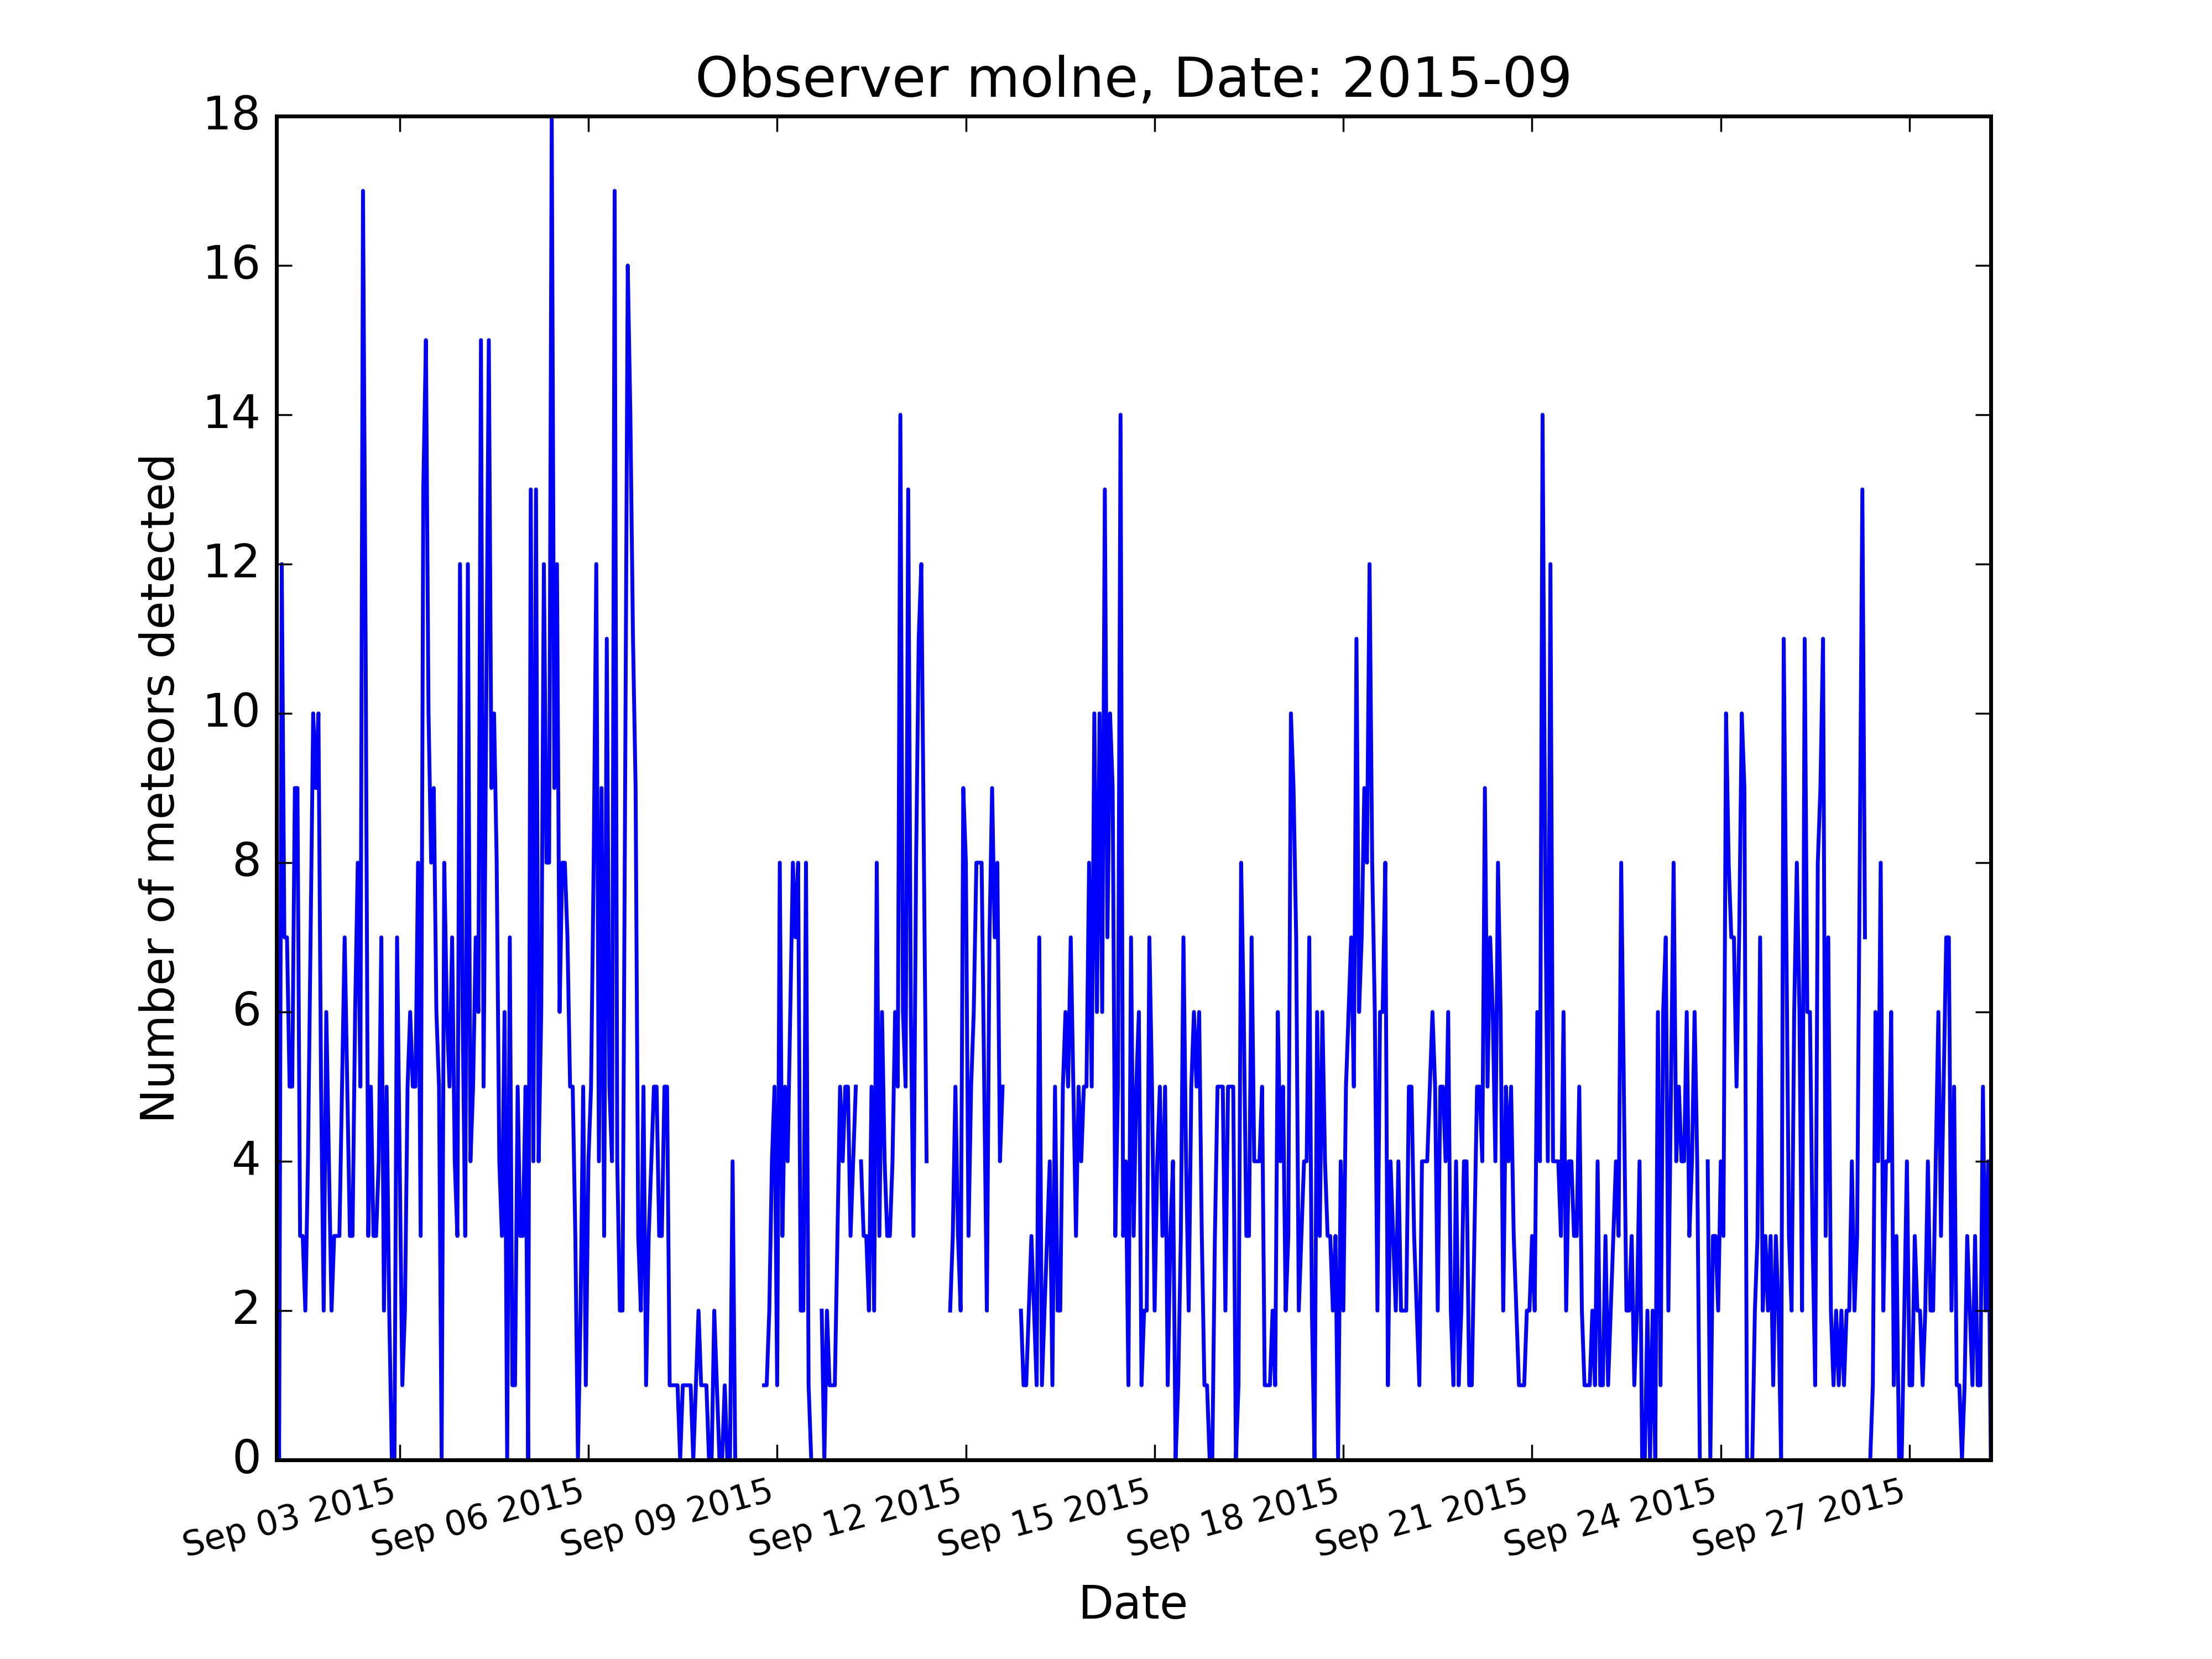 Observer molne, Date: 2015-09
18
16
14
12
10
8
6
4
2
0
Number of meteors detected
Sep 03 2015
Sep 06 2015
Sep 09 2015
Sep 12 2015
Sep 15 2015
Sep 18 2015
Sep 21 2015
Sep 24 2015
Sep 27 2015
Date